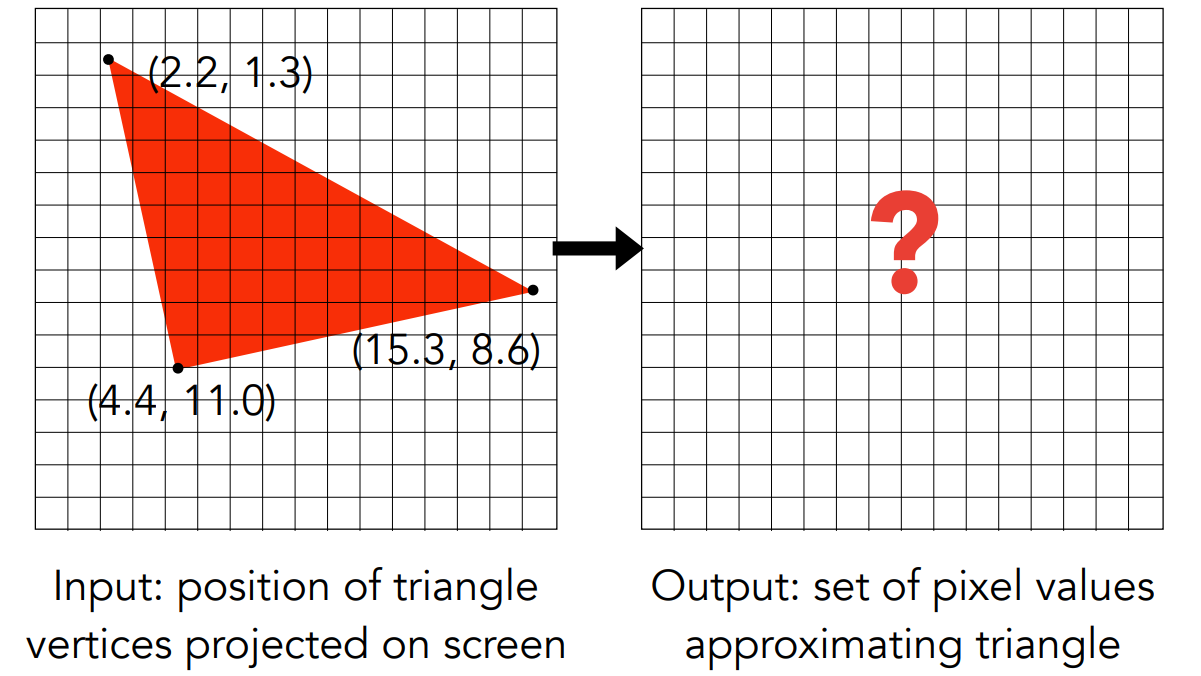 (2.2, 1.3)
?
(15.3, 8.6)
(4.4, 11.0)
Input: position of triangle
vertices projected on screen
Output: set of pixel values
approximating triangle